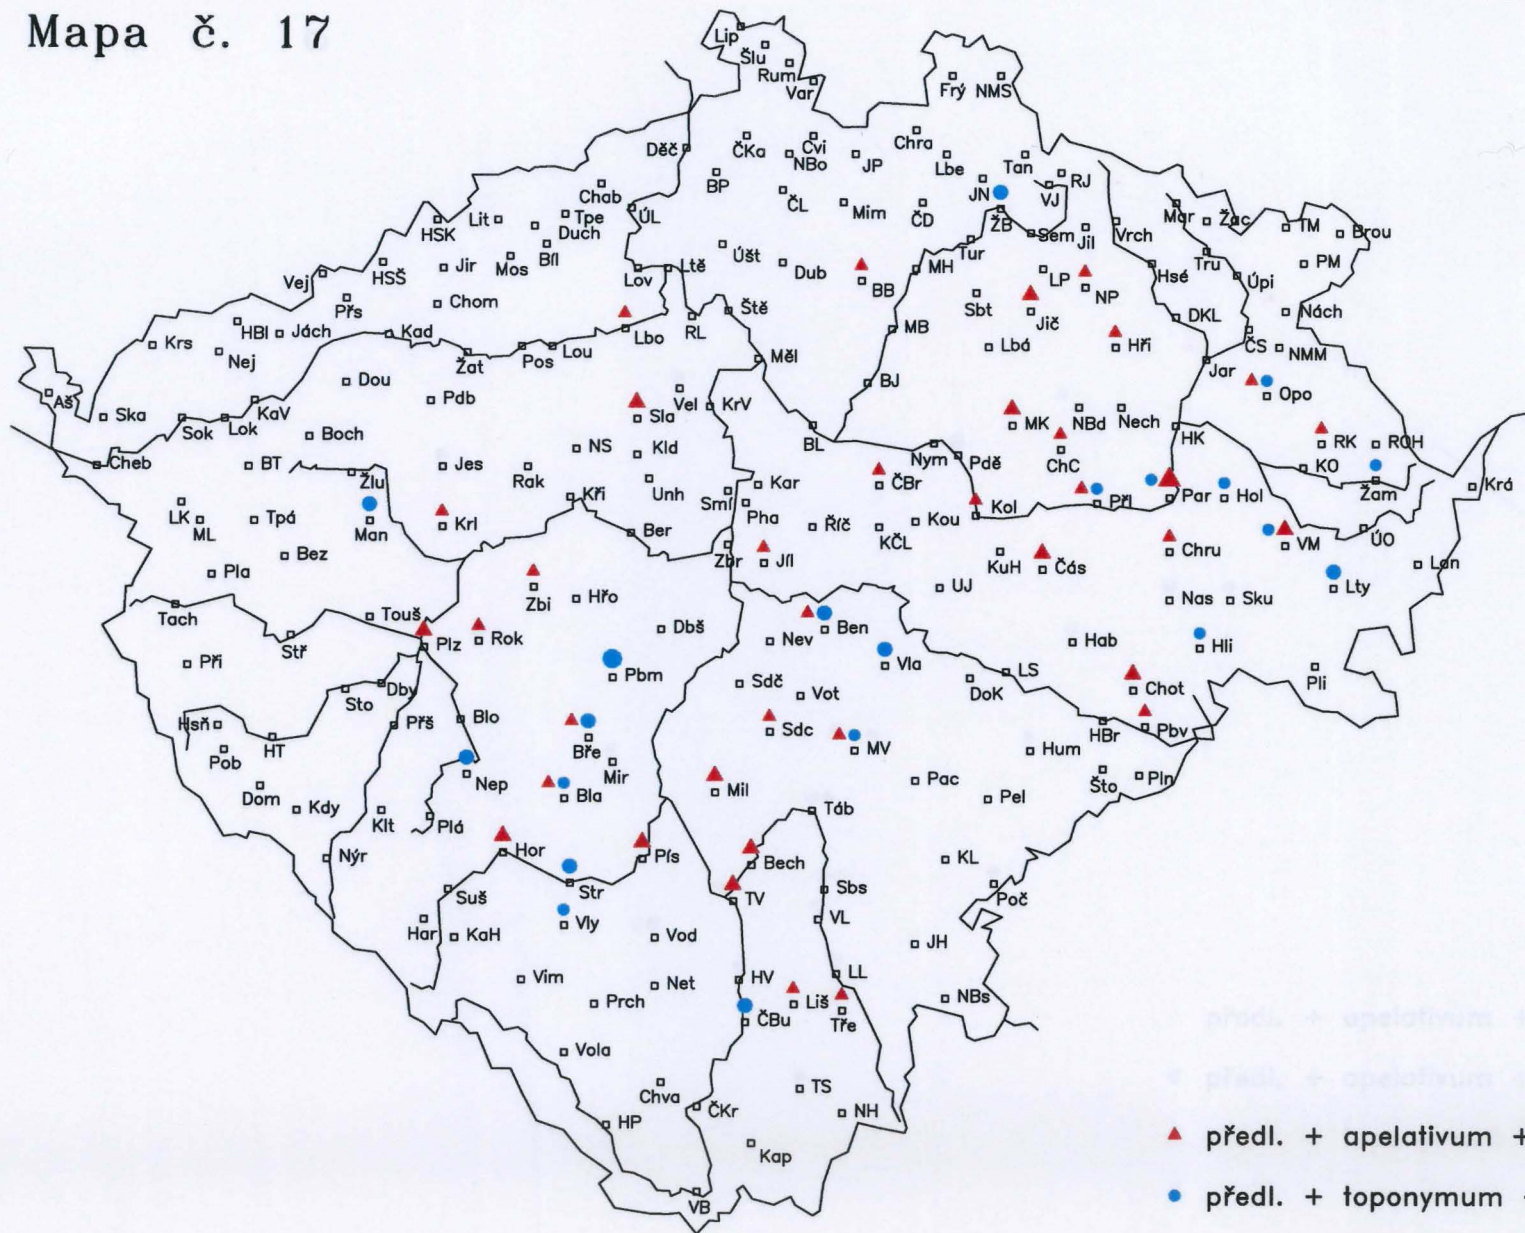 Mapa č. 17
Lip
Šlu
Rum
Var
Frý NMS
Děč ČKa Cvi NBo JP Chra Lbe Tan RJ
Chab BP ČL Mim ČD JN VJ
HSK Lit Tpe Duch ÚL ŽB Mar Žac TM Brou
Vej HSŠ Jir Mos Bíl Lov Ltě Úšt Dub BB MH Tur Sem Jil Vrch Hsé Tru Úpi PM
Přs Chom Lbo RL Ště Sbt LP NP
Krs HBl Jách Kad Nej Žat Pos Lou Měl MB Lbá Jič Hři DKL ČS Nách NMM
Aš Ska Sok Lok KaV Dou Pdb Sla Vel KrV BJ Jar Opo
Cheb BT Boch Jes Rak NS Kld BL Nym Pdě MK NBd Nech ChC HK RK ROH
LK ML Tpá Žlu Man Krl Kři Unh Smí Kar Pha ČBr Kol Přl Par Hol KO Žam Krá
Pla Bez Ber Zbr Říč KČL Kou KuH Čás Chru VM ÚO Lan
Tach Touš Zbi Hřo Jíl UJ Nas Sku Lty
Stř Plz Rok Dbš Nev Ben Hab Hli
Při Dby Sto Pbm Sdč Vot Vla DoK LS Chot Pli
Hsň HT Přš Blo Bře Sdc MV Hum HBr Pbv
Pob Dom Kdy Klt Nep Plá Bla Mir Mil Pac Pel Što Pln
Nýr Hor Pís Táb Bech KL
Suš Str TV Sbs Poč
Har KaH Vly Vod VL JH
Vim Prch Net HV Liš LL Tře NBs
ČBu
předl. + apelativum +
Vola
předl. + apelativum
Chva ČKr TS NH
HP Kap
předl. + apelativum +
VB
předl. + toponymum